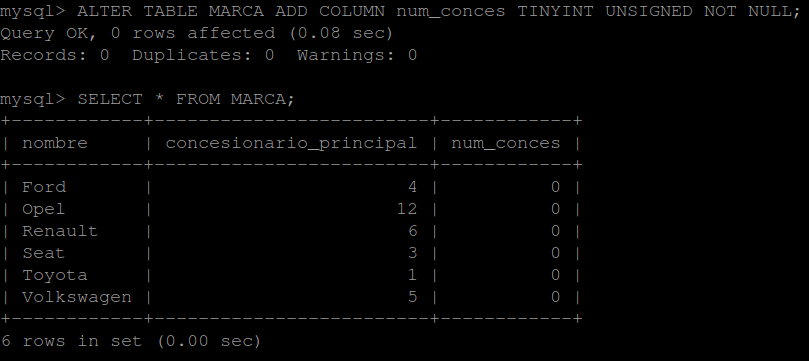 mysql> ALTER TABLE MARCA ADD COLUMN num_conces TINYINT UNSIGNED NOT NULL;
Query OK, 0 rows affected (0.08 sec)
Records: 0  Duplicates: 0  Warnings: 0

mysql> SELECT * FROM MARCA;
+------------+-------------------------+------------+
| nombre     | concesionario_principal | num_conces |
+------------+-------------------------+------------+
| Ford       |                       4 |          0 |
| Opel       |                      12 |          0 |
| Renault    |                       6 |          0 |
| Seat       |                       3 |          0 |
| Toyota     |                       1 |          0 |
| Volkswagen |                       5 |          0 |
+------------+-------------------------+------------+
6 rows in set (0.00 sec)